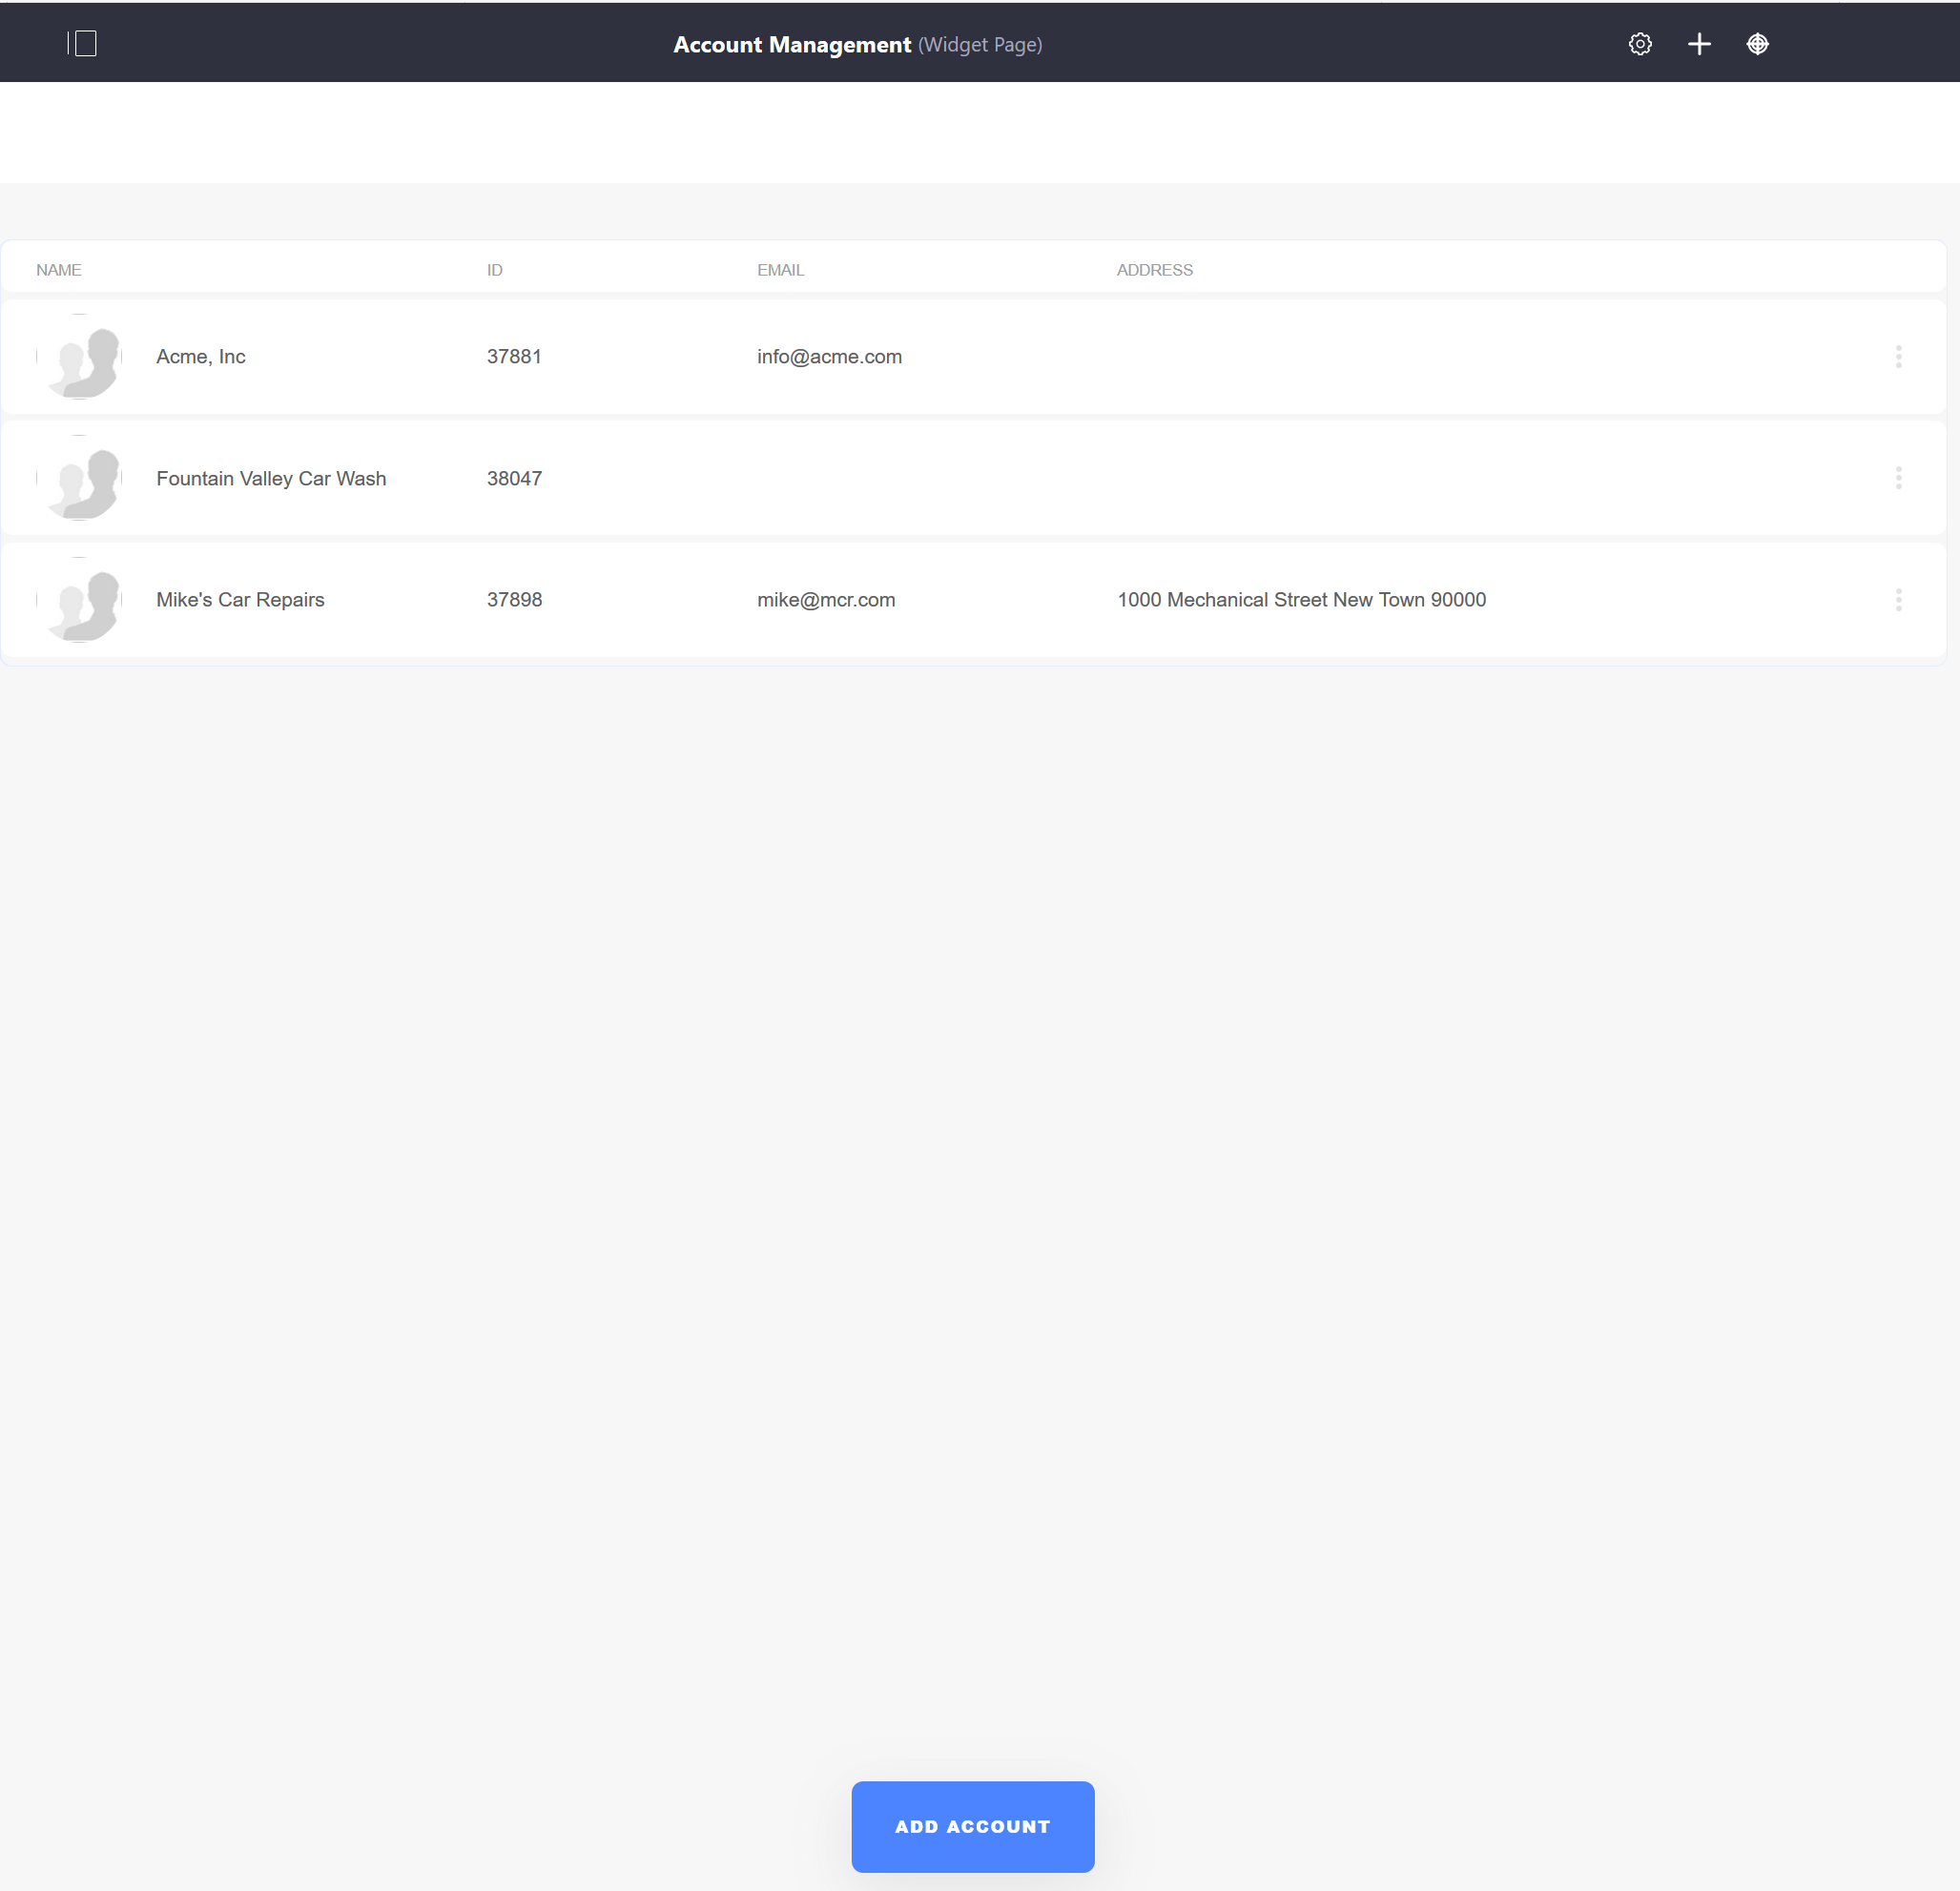 Account Management (Widget Page)
NAME ID EMAIL ADDRESS
Acme, Inc 37881 info@acme.com
Fountain Valley Car Wash 38047
Mike's Car Repairs 37898 mike@mcr.com 1000 Mechanical Street New Town 90000
ADD ACCOUNT